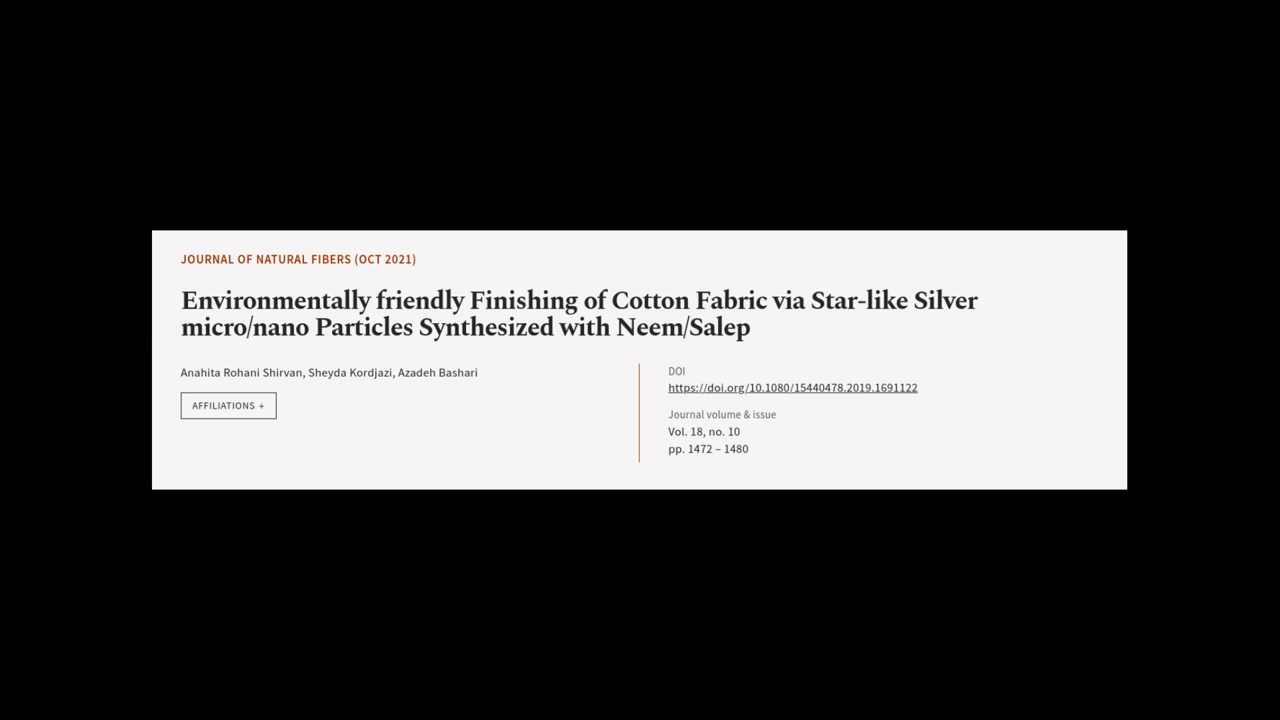 JOURNAL OF NATURAL FIBERS (OCT 2021)
Environmentally friendly Finishing of Cotton Fabric via Star-like Silver
micro/nano Particles Synthesized with Neem/Salep
Anahita Rohani Shirvan, Sheyda Kordjazi, Azadeh Bashari
AFFILIATIONS +
DOI
https://doi.org/10.1080/15440478.2019.1691122
Journal volume & issue
Vol. 18, no. 10
pp. 1472 – 1480